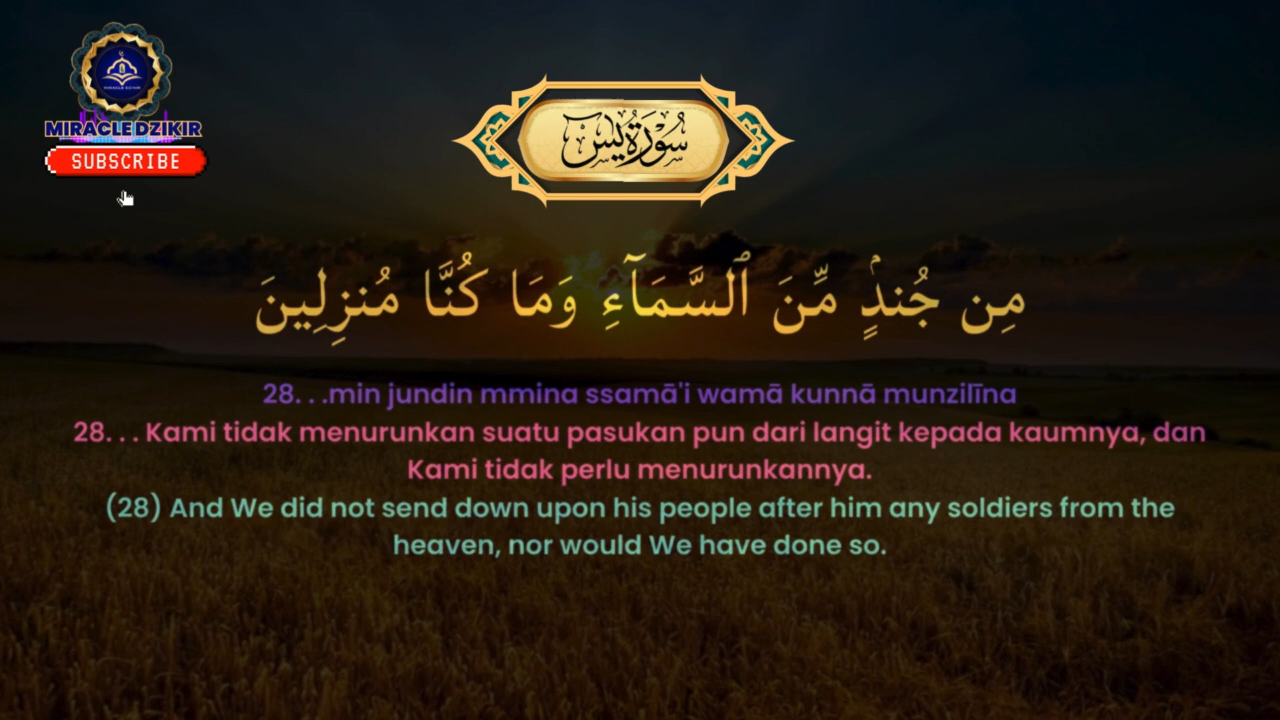 MIRACLE DZIKIR
SUBSCRIBE
سُوْرَةُ يٰسٓ
مِن جُندٍۢ مِّنَ ٱلسَّمَآءِ وَمَا كُنَّا مُنزِلِينَ
28. . .min jundin mmina ssamā'i wamā kunnā munzilīna
28. . . Kami tidak menurunkan suatu pasukan pun dari langit kepada kaumnya, dan
Kami tidak perlu menurunkannya.
(28) And We did not send down upon his people after him any soldiers from the
heaven, nor would We have done so.